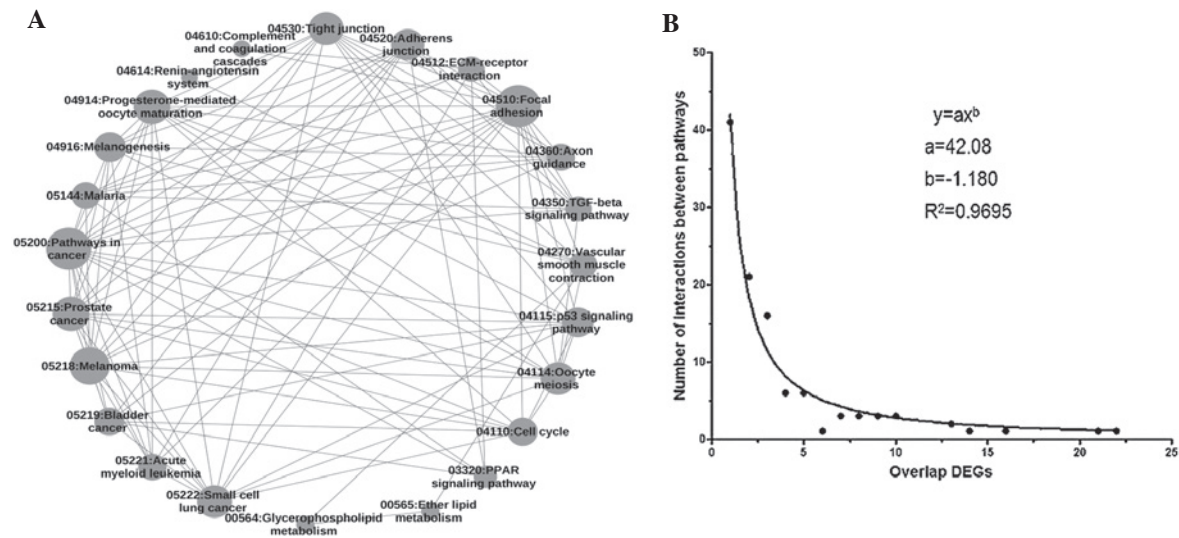 A
04530:Tight junction
04610:Complement
and coagulation
cascades
04520:Adherens
junction
04512:ECM-receptor
interaction
04614:Renin-angiotensin
system
04914:Progesterone-mediated
oocyte maturation
04510:Focal
adhesion
04916:Melanogenesis
04360:Axon
guidance
5144:Malaria
04350:TGF-beta
signaling pathway
05200:Pathways in
cancer
04270:Vascular
smooth muscle
contraction
05215:Prostate
cancer
04115:p53 signaling
pathway
05218:Melanoma
04114:Oocyte
meiosis
05219:Bladder
cancer
04110:Cell cycle
05221:Acute
myeloid leukemia
03320:PPAR
signaling pathway
05222:Small cell
lung cancer
00565:Ether lipid
metabolism
00564:Glycerophospholipid
metabolism
B
Number of interactions between pathways
50
40
30
20
10
0
y=ax^b
a=42.08
b=-1.180
R²=0.9695
0 5 10 15 20 25
Overlap DEGs